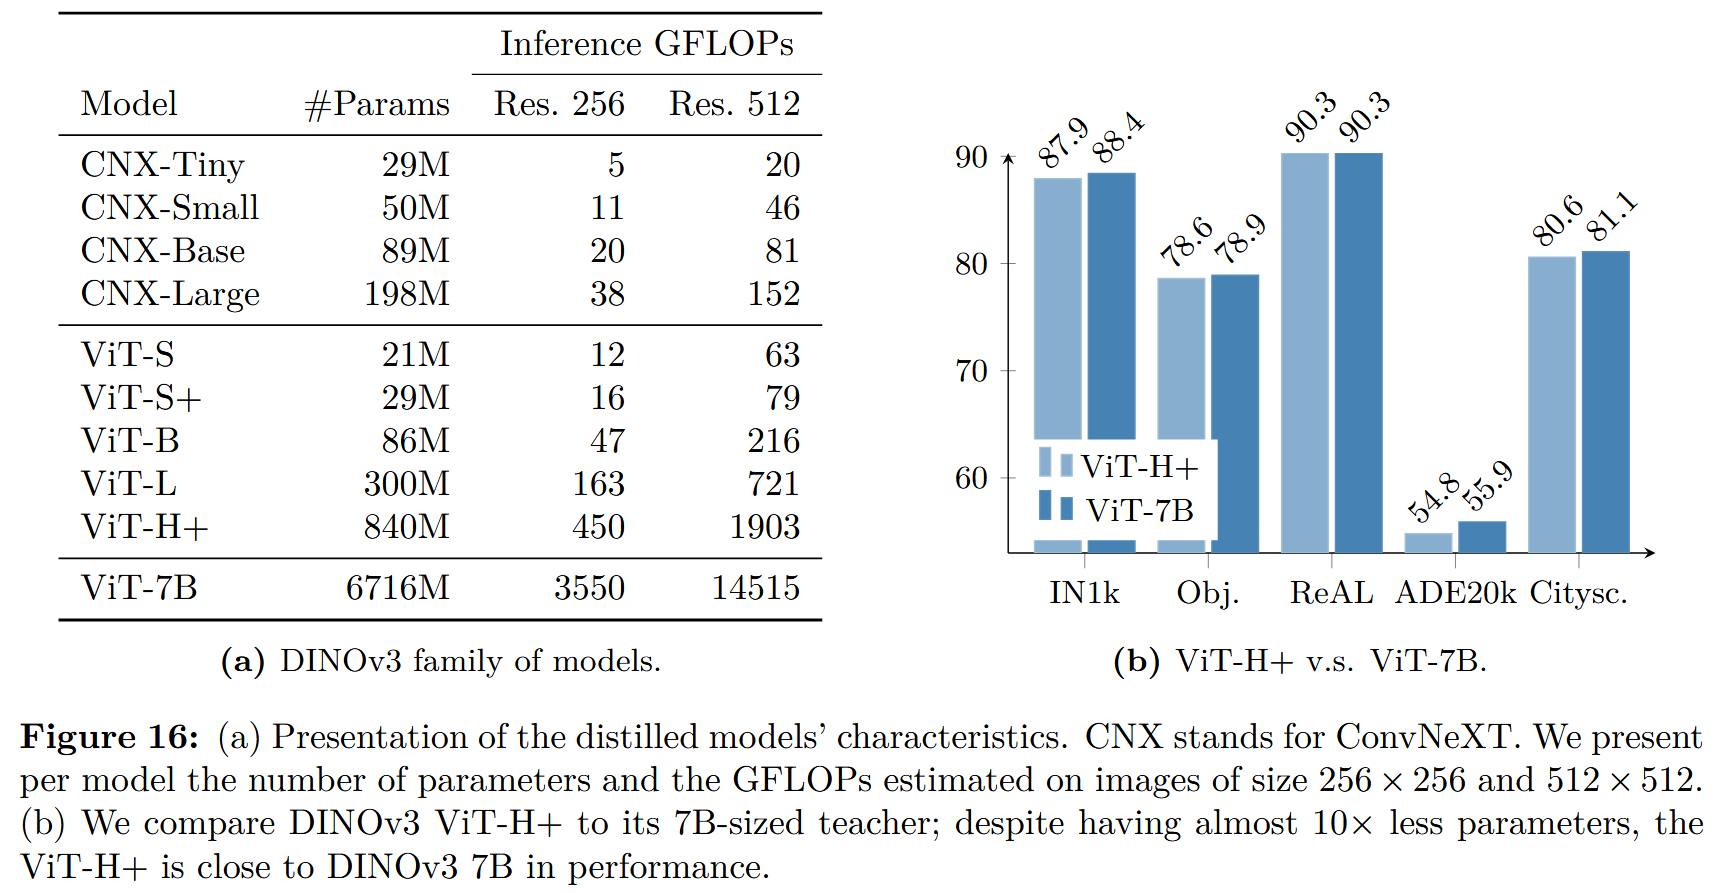 Inference GFLOPs
Model #Params Res. 256 Res. 512
CNX-Tiny 29M 5 20
CNX-Small 50M 11 46
CNX-Base 89M 20 81
CNX-Large 198M 38 152
ViT-S 21M 12 63
ViT-S+ 29M 16 79
ViT-B 86M 47 216
ViT-L 300M 163 721
ViT-H+ 840M 450 1903
ViT-7B 6716M 3550 14515
(a) DINOv3 family of models.
90
80
70
60
87.9 88.4 78.6 78.9 90.3 90.3 54.8 55.9 80.6 81.1
ViT-H+
ViT-7B
IN1k Obj. ReAL ADE20k Citysc.
(b) ViT-H+ v.s. ViT-7B.
Figure 16: (a) Presentation of the distilled models' characteristics. CNX stands for ConvNeXT. We present
per model the number of parameters and the GFLOPs estimated on images of size 256 × 256 and 512 × 512.
(b) We compare DINOv3 ViT-H+ to its 7B-sized teacher; despite having almost 10× less parameters, the
ViT-H+ is close to DINOv3 7B in performance.